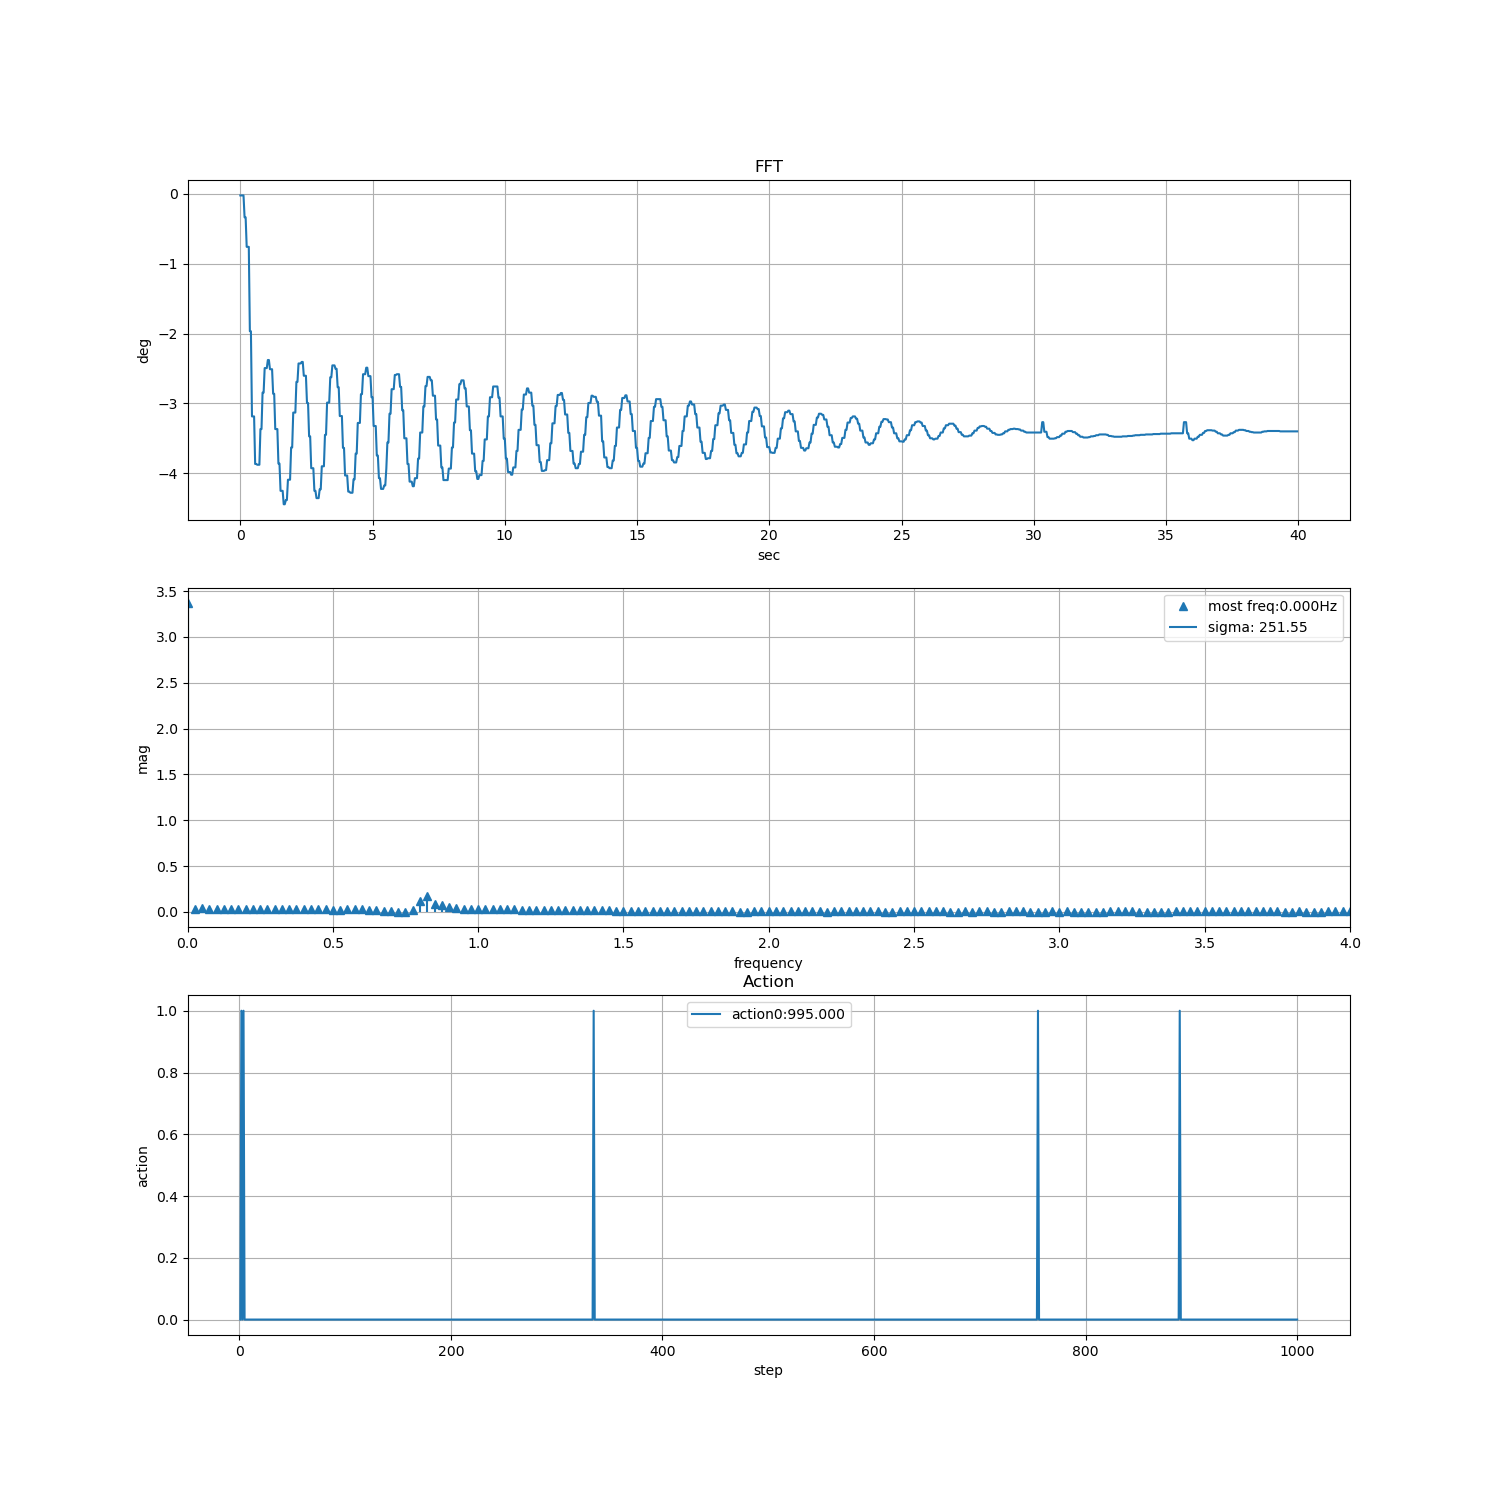 FFT
0
−1
−2
−3
−4
deg
0 5 10 15 20 25 30 35 40
sec
3.5
3.0
2.5
2.0
1.5
1.0
0.5
0.0
mag
most freq:0.000Hz
sigma: 251.55
0.0 0.5 1.0 1.5 2.0 2.5 3.0 3.5 4.0
frequency
Action
1.0
0.8
0.6
0.4
0.2
0.0
action
action0:995.000
0 200 400 600 800 1000
step